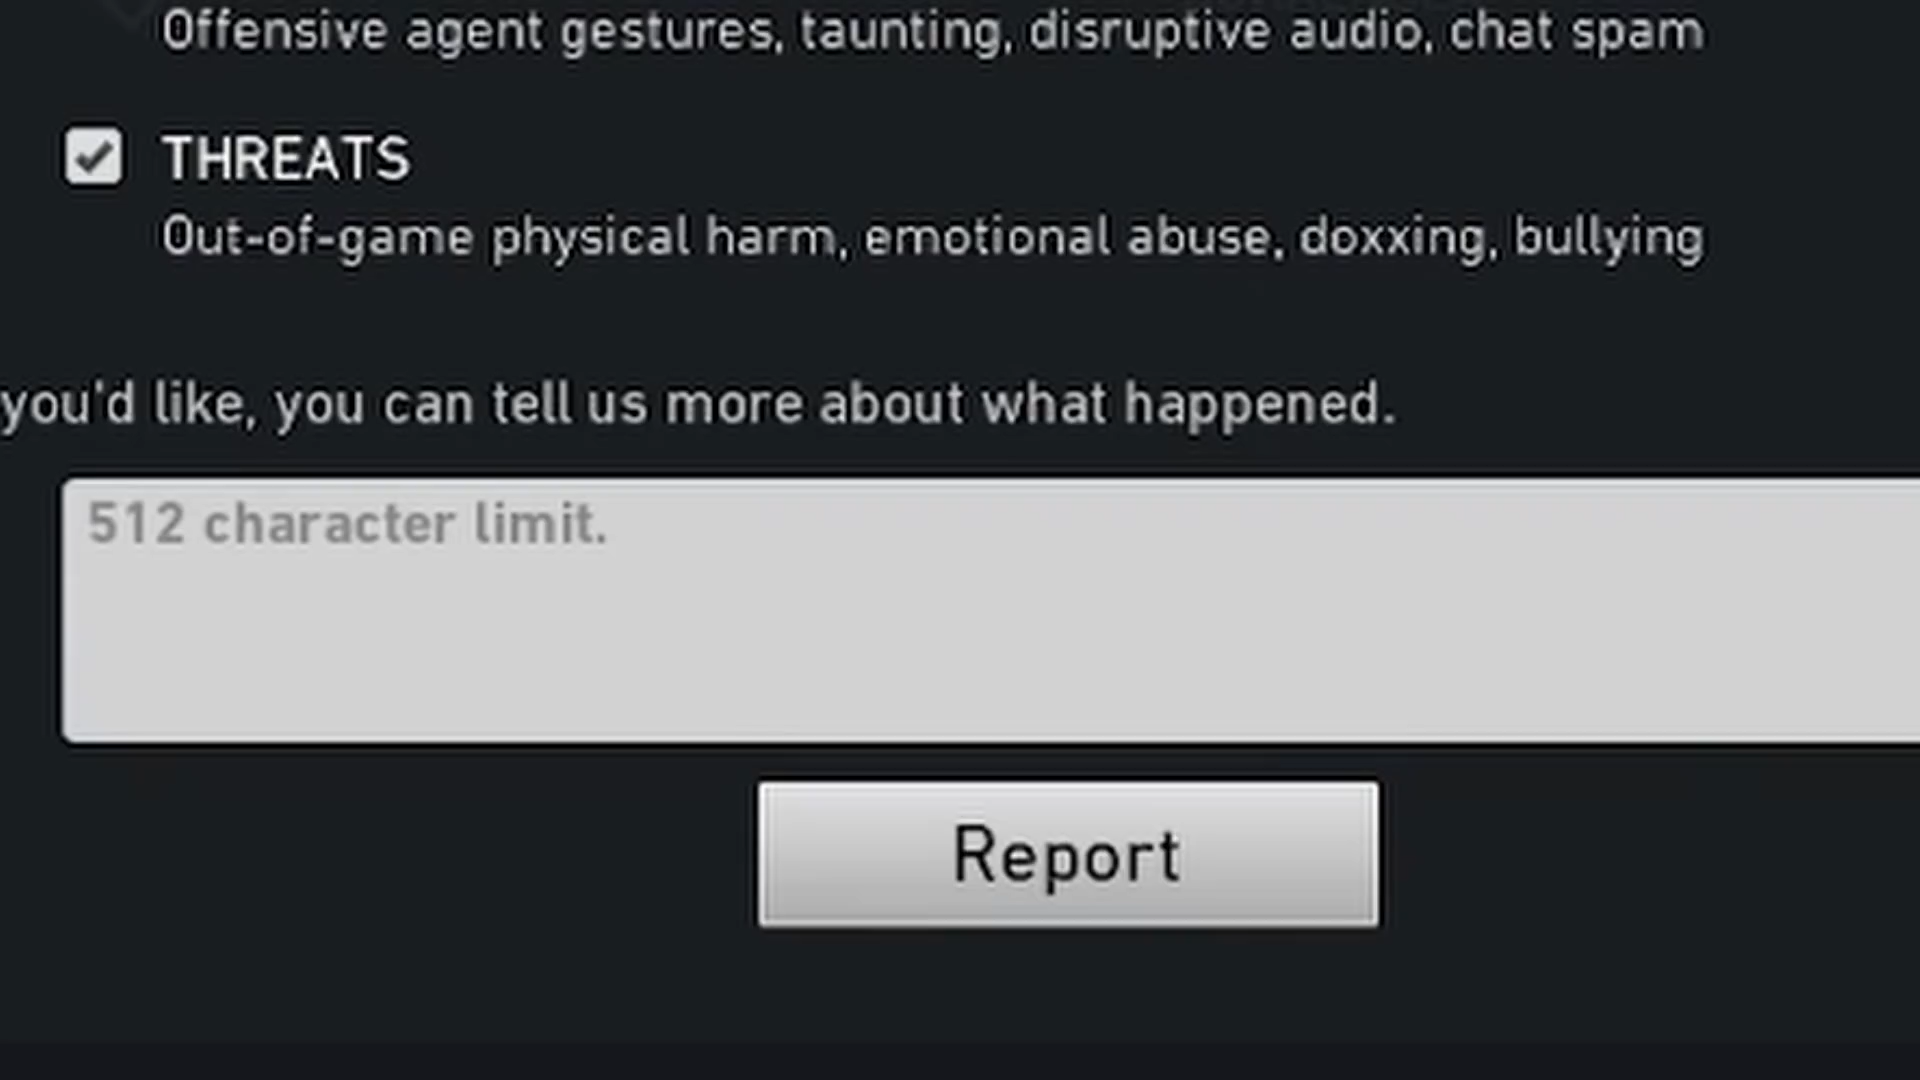 Offensive agent gestures, taunting, disruptive audio, chat spam
THREATS
Out-of-game physical harm, emotional abuse, doxxing, bullying
you'd like, you can tell us more about what happened.
512 character limit.
Report